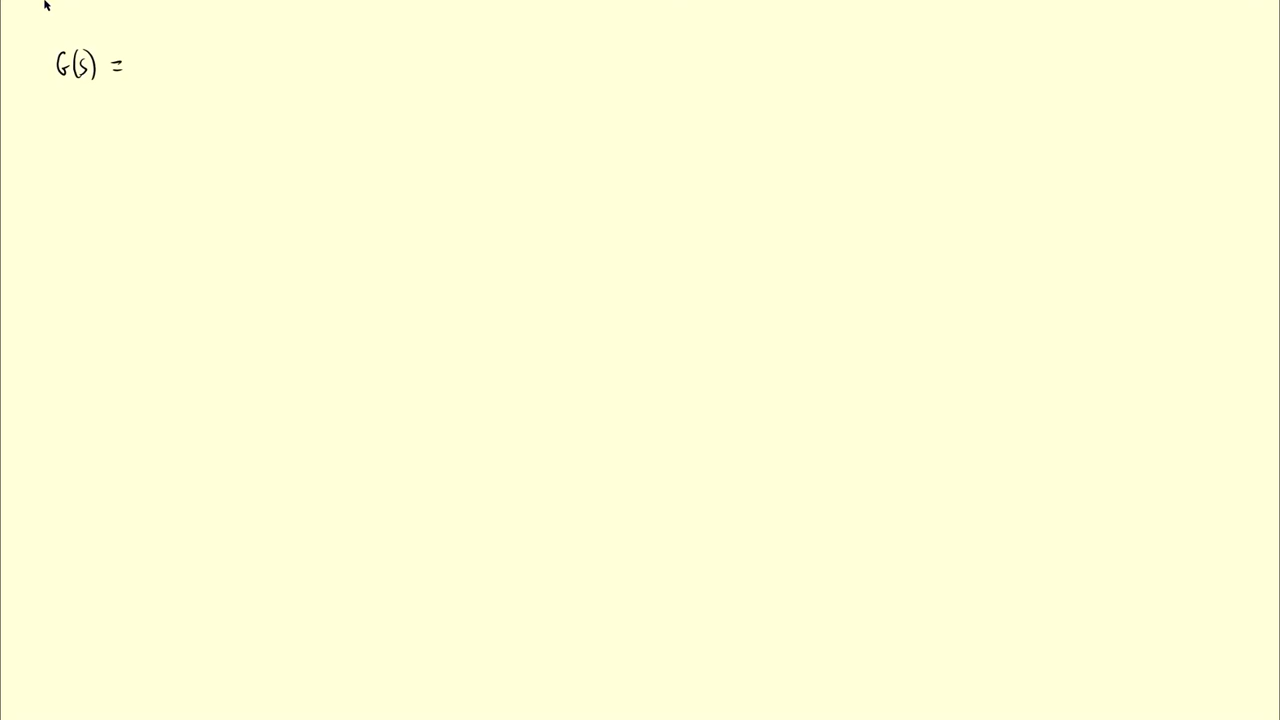 G(s) =